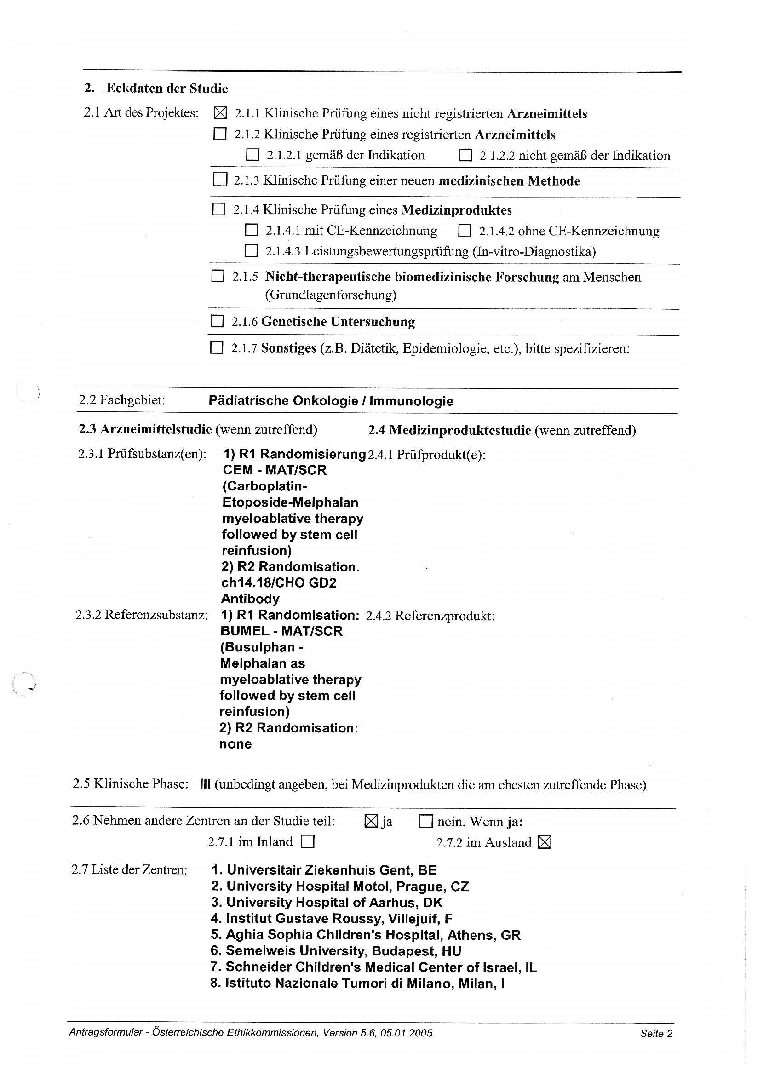 2. Eckdaten der Studie
2.1 Art des Projektes: ☒ 2.1.1 Klinische Prüfung eines nicht registrierten Arzneimittels
☐ 2.1.2 Klinische Prüfung eines registrierten Arzneimittels
☐ 2.1.2.1 gemäß der Indikation ☐ 2.1.2.2 nicht gemäß der Indikation
☐ 2.1.3 Klinische Prüfung einer neuen medizinischen Methode
☐ 2.1.4 Klinische Prüfung eines Medizinproduktes
☐ 2.1.4.1 mit CE-Kennzeichnung ☐ 2.1.4.2 ohne CE-Kennzeichnung
☐ 2.1.4.3 Leistungsbewertungsprüfung (In-vitro-Diagnostika)
☐ 2.1.5 Nicht-therapeutische biomedizinische Forschung am Menschen
(Grundlagenforschung)
☐ 2.1.6 Genetische Untersuchung
☐ 2.1.7 Sonstiges (z.B. Diätetik, Epidemiologie, etc.), bitte spezifizieren:
2.2 Fachgebiet: Pädiatrische Onkologie / Immunologie
2.3 Arzneimittelstudie (wenn zutreffend) 2.4 Medizinproduktestudie (wenn zutreffend)
2.3.1 Prüfsubstanz(en): 1) R1 Randomisierung 2.4.1 Prüfprodukt(e):
CEM - MAT/SCR
(Carboplatin-
Etoposide-Melphalan
myeloablative therapy
followed by stem cell
reinfusion)
2) R2 Randomisation.
ch14.18/CHO GD2
Antibody
2.3.2 Referenzsubstanz: 1) R1 Randomisation: 2.4.2 Referenzprodukt:
BUMEL - MAT/SCR
(Busulphan -
Melphalan as
myeloablative therapy
followed by stem cell
reinfusion)
2) R2 Randomisation:
none
2.5 Klinische Phase: III (unbedingt angeben, bei Medizinprodukten die am ehesten zutreffende Phase)
2.6 Nehmen andere Zentren an der Studie teil: ☒ ja ☐ nein. Wenn ja:
2.7.1 im Inland ☐ 2.7.2 im Ausland ☒
2.7 Liste der Zentren: 1. Universitair Ziekenhuis Gent, BE
2. University Hospital Motol, Prague, CZ
3. University Hospital of Aarhus, DK
4. Institut Gustave Roussy, Villejuif, F
5. Aghia Sophia Children's Hospital, Athens, GR
6. Semelweis University, Budapest, HU
7. Schneider Children's Medical Center of Israel, IL
8. Istituto Nazionale Tumori di Milano, Milan, I
Antragsformular - Österreichische Ethikkommissionen, Version 5.6, 05.01.2005 Seite 2